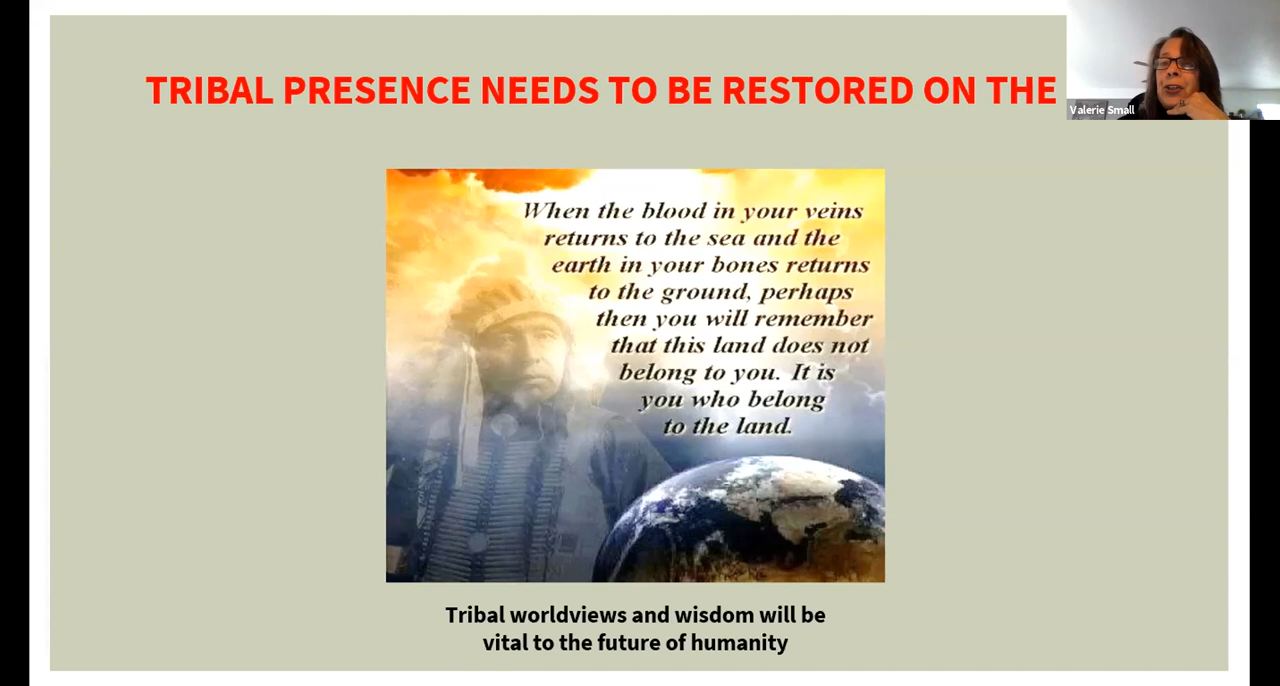 TRIBAL PRESENCE NEEDS TO BE RESTORED ON THE
Valerie Small
When the blood in your veins
returns to the sea and the
earth in your bones returns
to the ground, perhaps
then you will remember
that this land does not
belong to you. It is
you who belong
to the land.
Tribal worldviews and wisdom will be
vital to the future of humanity